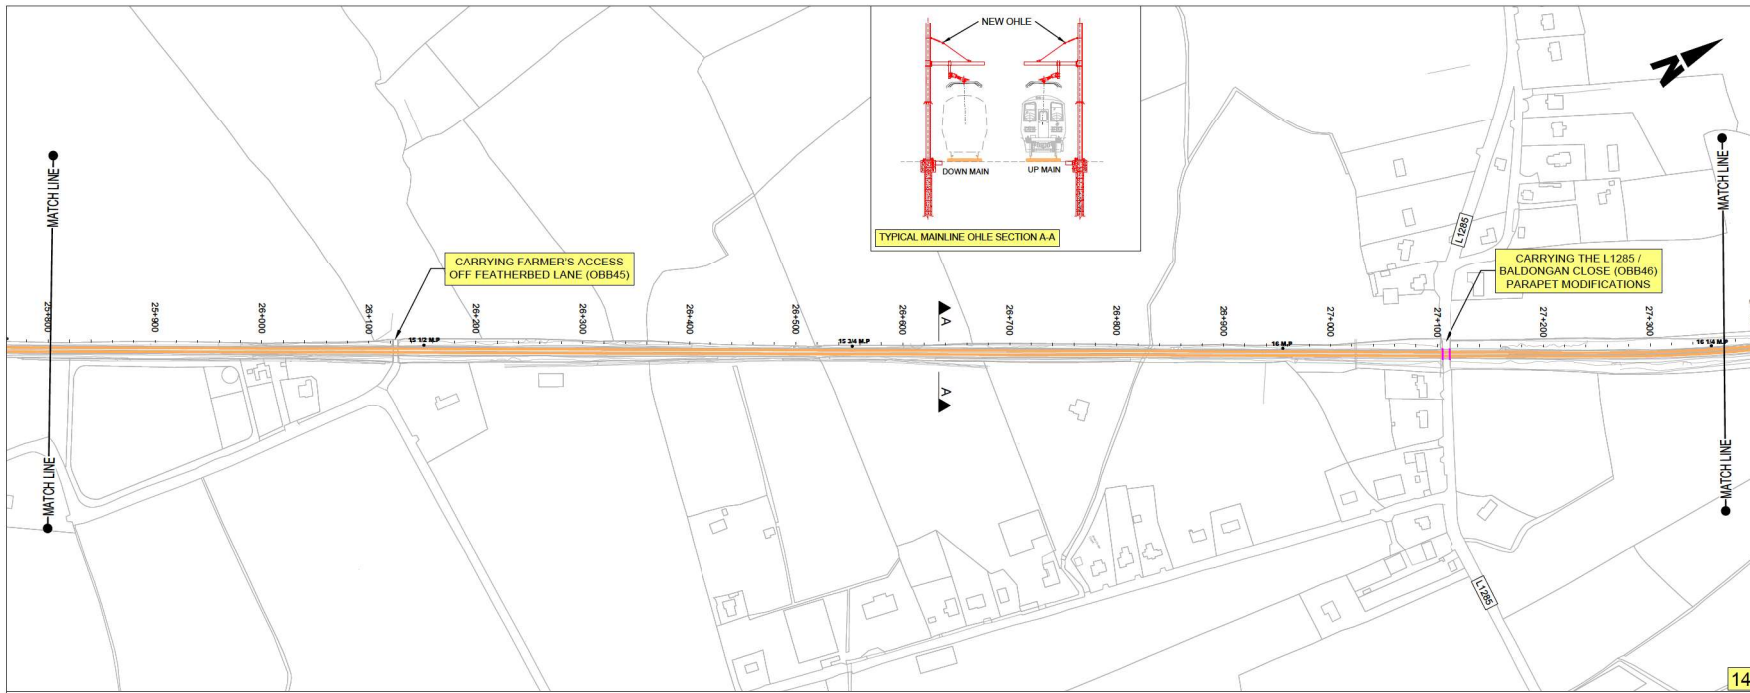 NEW OHLE
DOWN MAIN
UP MAIN
TYPICAL MAINLINE OHLE SECTION A-A
N
MATCH LINE
MATCH LINE
MATCH LINE
MATCH LINE
CARRYING FARMER'S ACCESS
OFF FEATHERBED LANE (OBB45)
CARRYING THE L1285 /
BALDONGAN CLOSE (OBB46)
PARAPET MODIFICATIONS
L1285
25+800
25+900
26+000
26+100
26+200
26+300
26+400
26+500
26+600
26+700
26+800
26+900
27+000
27+100
27+200
27+300
A
A
15 1/2 M.P
15 3/4 M.P
16 M.P
16 1/4 M.P
L1285
14